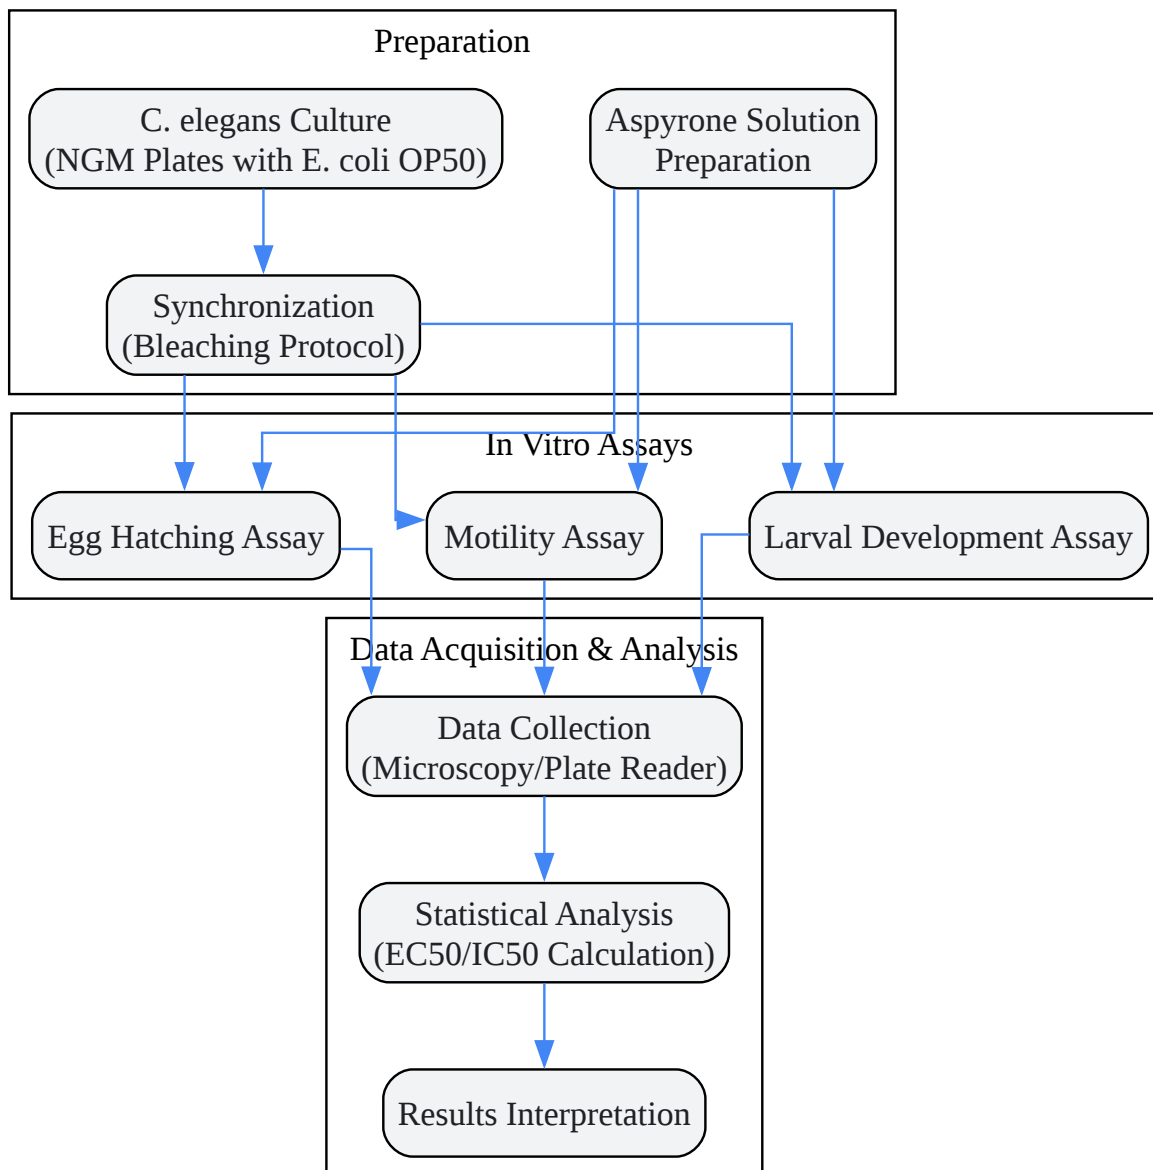 Preparation
C. elegans Culture
(NGM Plates with E. coli OP50)
Aspyrone Solution
Preparation
Synchronization
(Bleaching Protocol)
In Vitro Assays
Egg Hatching Assay
Motility Assay
Larval Development Assay
Data Acquisition & Analysis
Data Collection
(Microscopy/Plate Reader)
Statistical Analysis
(EC50/IC50 Calculation)
Results Interpretation